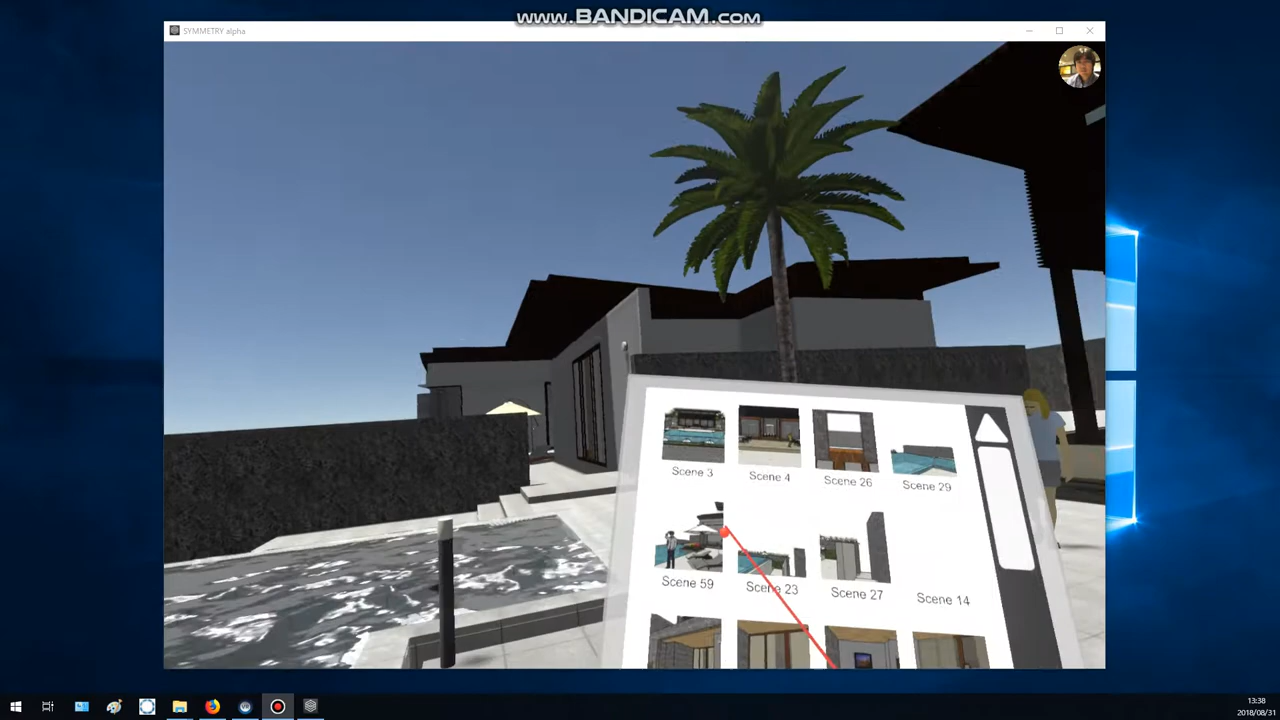 www.BANDICAM.com
SYMMETRY alpha
Scene 3
Scene 4
Scene 26
Scene 29
Scene 59
Scene 23
Scene 27
Scene 14
13:38
2018/08/31